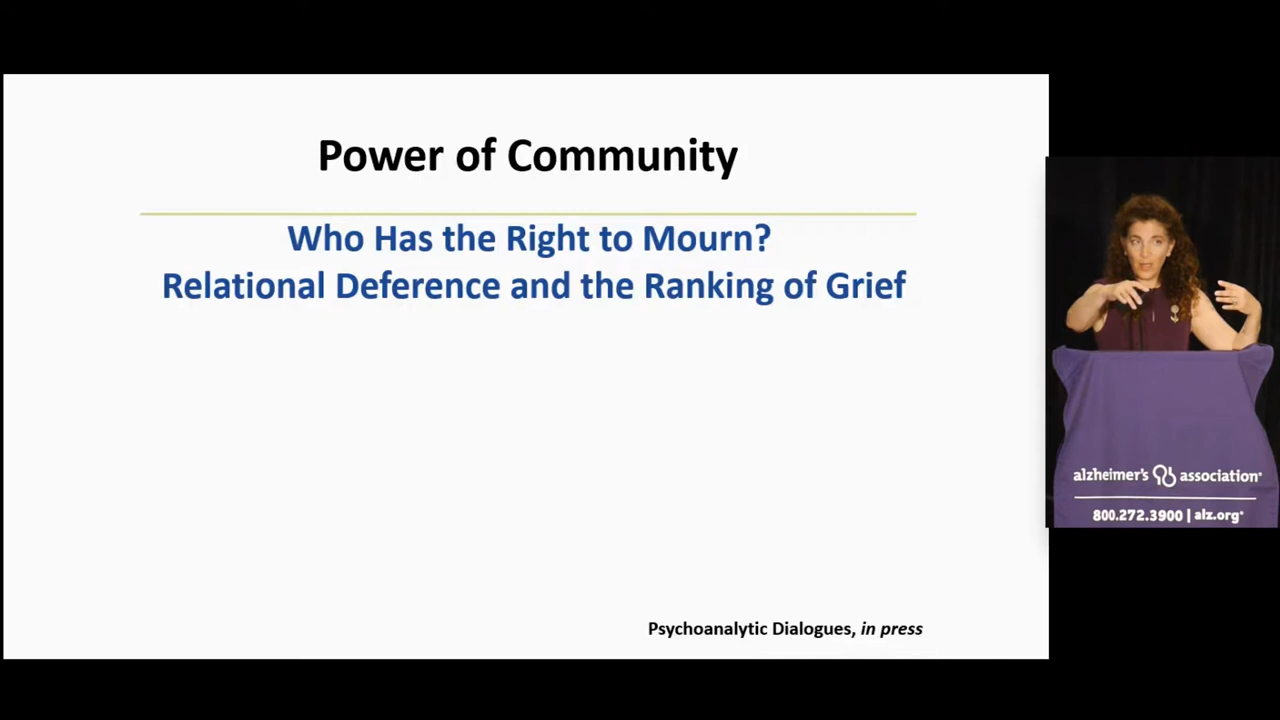 Power of Community
Who Has the Right to Mourn?
Relational Deference and the Ranking of Grief
Psychoanalytic Dialogues, in press
alzheimer's association®
800.272.3900 | alz.org®